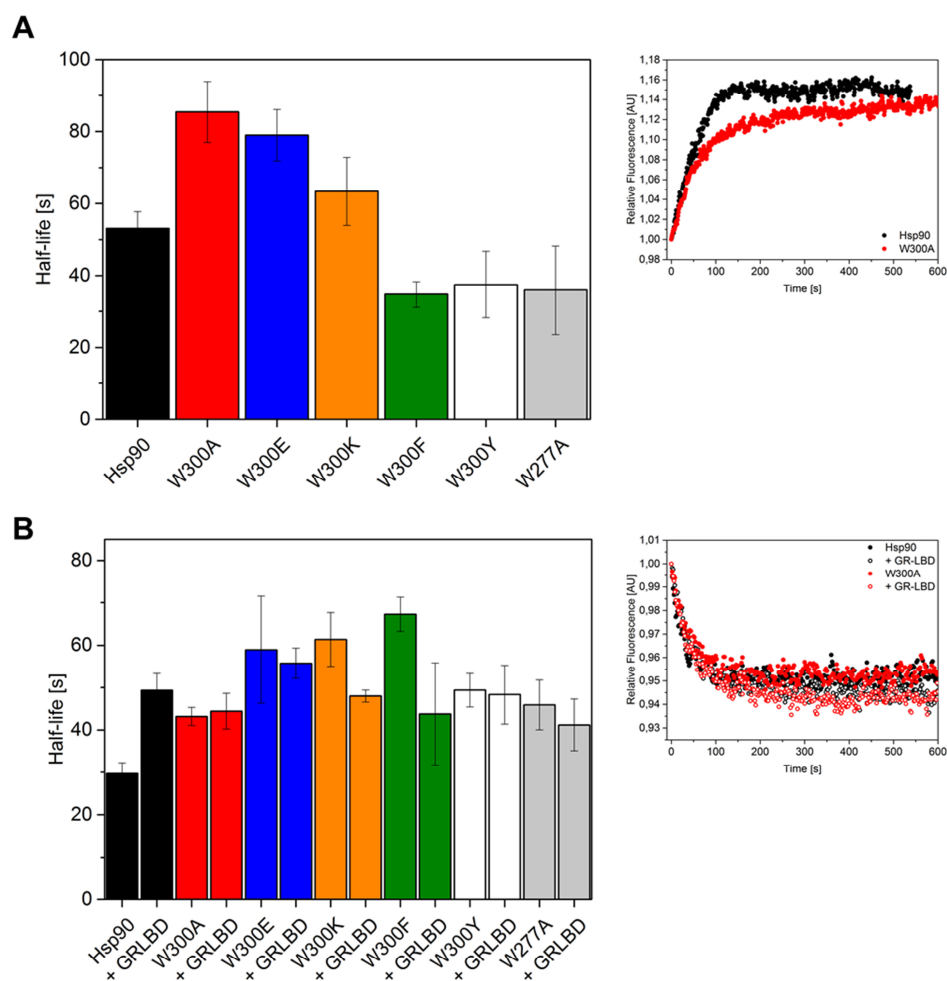 A
Half-life [s]
100
80
60
40
20
0
Hsp90
W300A
W300E
W300K
W300F
W300Y
W277A
Relative Fluorescence [AU]
1,18
1,16
1,14
1,12
1,10
1,08
1,06
1,04
1,02
1,00
0,98
Hsp90
W300A
0 100 200 300 400 500 600
Time [s]
B
Half-life [s]
80
60
40
20
0
Hsp90
+ GRLBD
W300A
+ GRLBD
W300E
+ GRLBD
W300K
+ GRLBD
W300F
+ GRLBD
W300Y
+ GRLBD
W277A
+ GRLBD
Relative Fluorescence [AU]
1,01
1,00
0,99
0,98
0,97
0,96
0,95
0,94
0,93
Hsp90
+ GR-LBD
W300A
+ GR-LBD
0 100 200 300 400 500 600
Time [s]